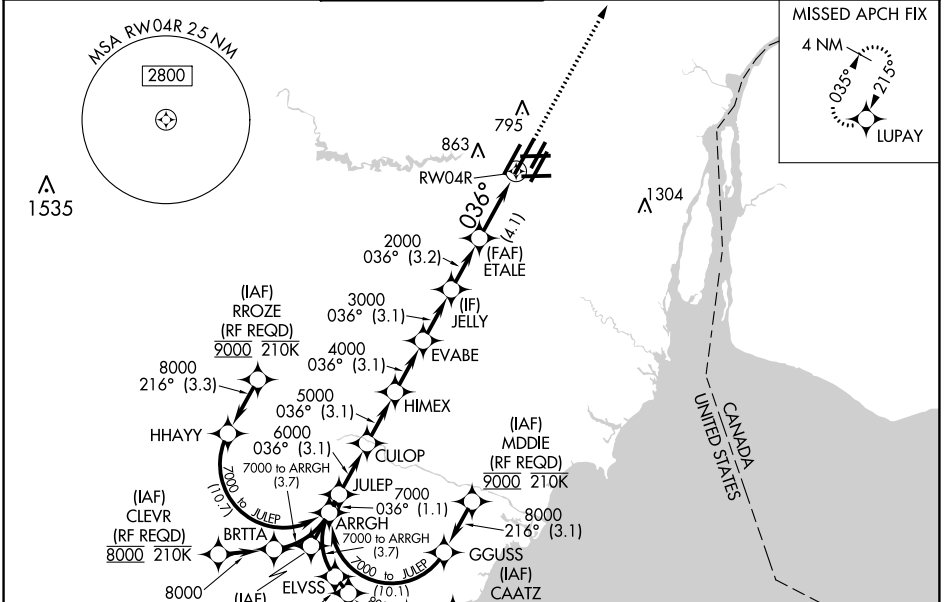 MSA RW04R 25 NM
2800
MISSED APCH FIX
4 NM
035°
215°
LUPAY
795
863
RW04R
1535
1304
036°
(4.1)
(FAF)
ETALE
2000
036° (3.2)
(IF)
JELLY
3000
036° (3.1)
EVABE
4000
036° (3.1)
HIMEX
5000
036° (3.1)
CULOP
6000
036° (3.1)
JULEP
(IAF)
RROZE
(RF REQD)
9000 210K
8000
216° (3.3)
HHAYY
7000 to JULEP
(10.7)
7000 to ARRGH
(3.7)
7000
036° (1.1)
ARRGH
7000 to ARRGH
(3.7)
(IAF)
MDDIE
(RF REQD)
9000 210K
8000
216° (3.1)
GGUSS
7000 to JULEP
(10.1)
(IAF)
CLEVR
(RF REQD)
8000 210K
BRTTA
8000
(IAF)
ELVSS
(IAF)
CAATZ
CANADA
UNITED STATES